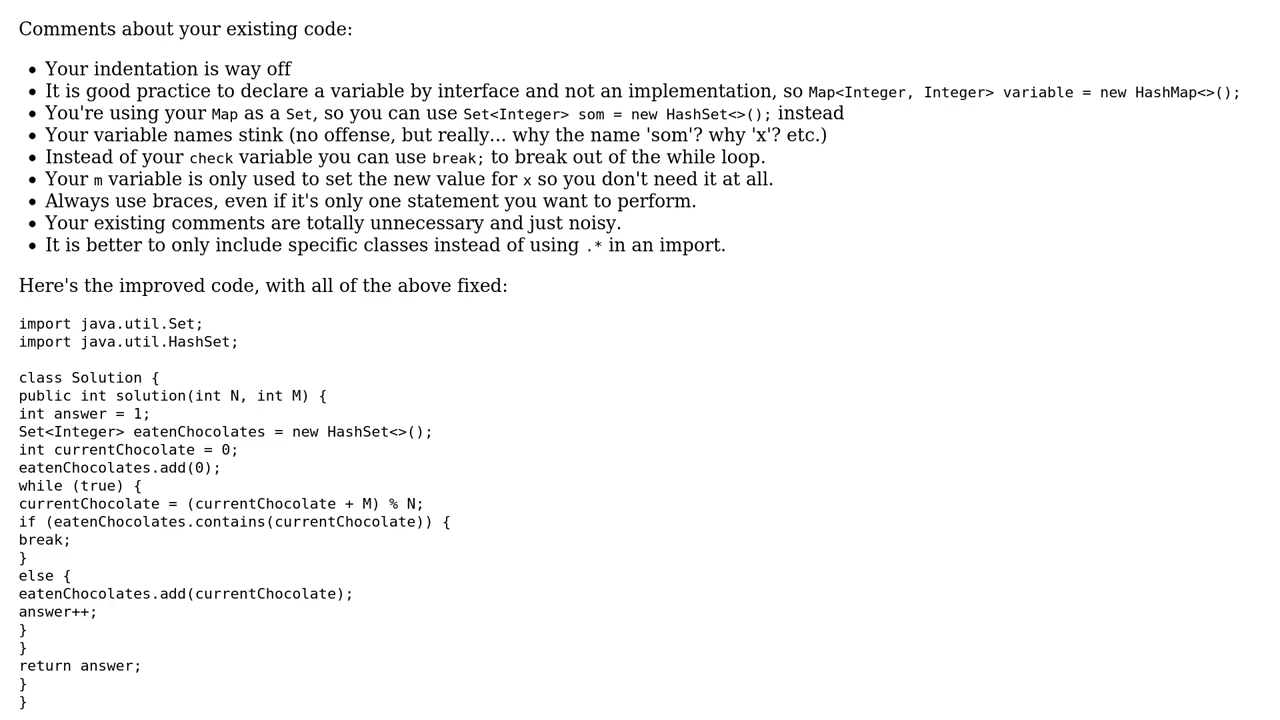 Comments about your existing code:
• Your indentation is way off
• It is good practice to declare a variable by interface and not an implementation, so Map<Integer, Integer> variable = new HashMap<>();
• You're using your Map as a Set, so you can use Set<Integer> som = new HashSet<>(); instead
• Your variable names stink (no offense, but really... why the name 'som'? why 'x'? etc.)
• Instead of your check variable you can use break; to break out of the while loop.
• Your m variable is only used to set the new value for x so you don't need it at all.
• Always use braces, even if it's only one statement you want to perform.
• Your existing comments are totally unnecessary and just noisy.
• It is better to only include specific classes instead of using .* in an import.
Here's the improved code, with all of the above fixed:
import java.util.Set;
import java.util.HashSet;
class Solution {
public int solution(int N, int M) {
int answer = 1;
Set<Integer> eatenChocolates = new HashSet<>();
int currentChocolate = 0;
eatenChocolates.add(0);
while (true) {
currentChocolate = (currentChocolate + M) % N;
if (eatenChocolates.contains(currentChocolate)) {
break;
}
else {
eatenChocolates.add(currentChocolate);
answer++;
}
}
return answer;
}
}